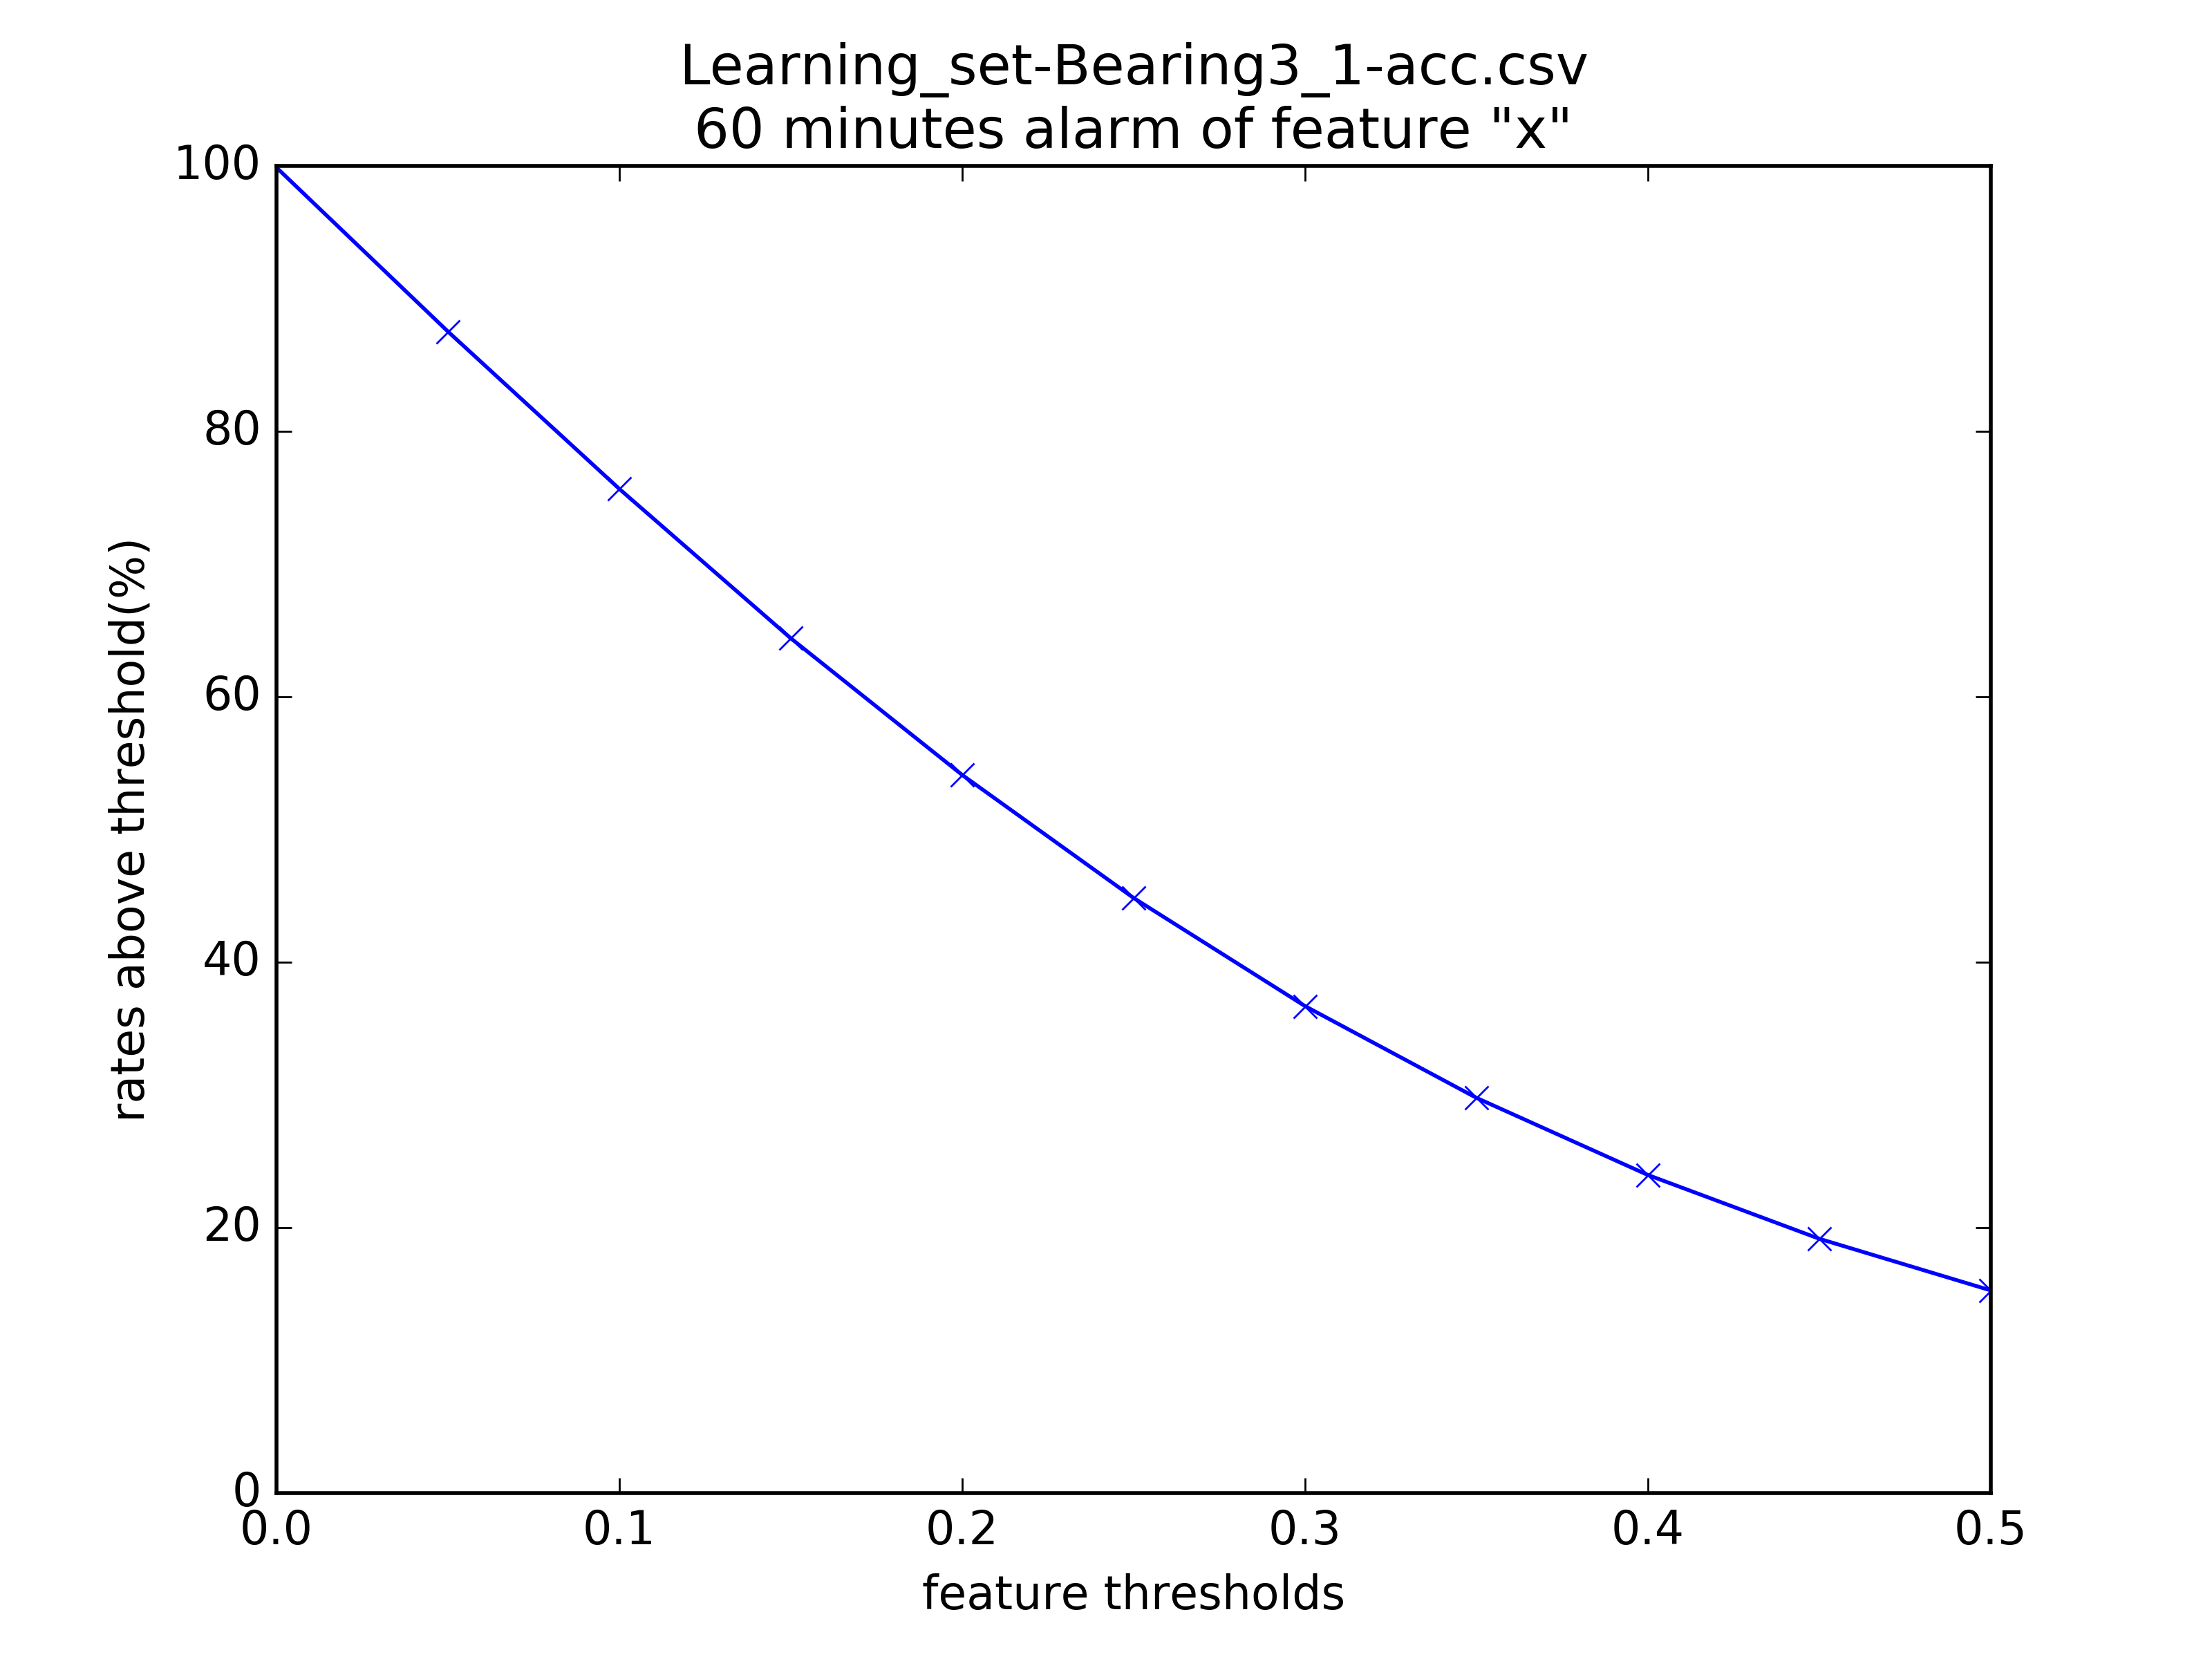 Learning_set-Bearing3_1-acc.csv
60 minutes alarm of feature "x"
100
80
60
40
20
0
rates above threshold(%)
0.0 0.1 0.2 0.3 0.4 0.5
feature thresholds